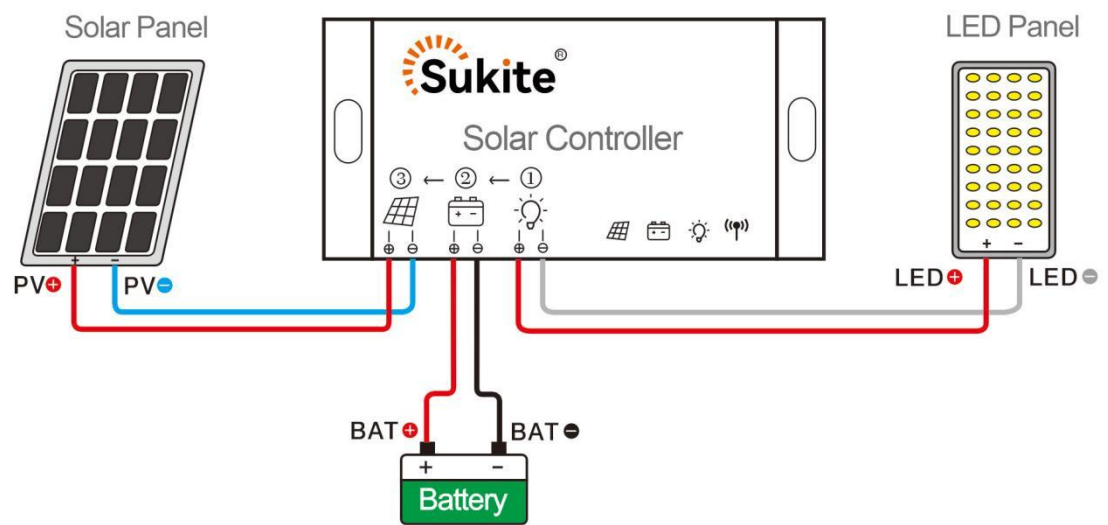 Solar Panel
LED Panel
Sukite®
Solar Controller
③ ← ② ← ①
+ -
⊕ ⊖ ⊕ ⊖ ⊕ ⊖
+ -
+ -
PV+
PV-
LED+
LED-
BAT+
BAT-
+ -
Battery